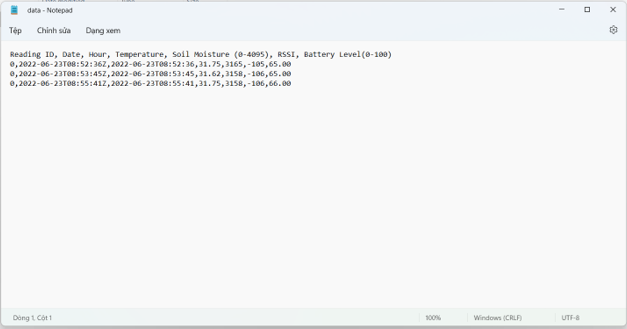 data - Notepad
Tệp Chỉnh sửa Dạng xem
Reading ID, Date, Hour, Temperature, Soil Moisture (0-4095), RSSI, Battery Level(0-100)
0,2022-06-23T08:52:36Z,2022-06-23T08:52:36,31.75,3165,-105,65.00
0,2022-06-23T08:53:45Z,2022-06-23T08:53:45,31.62,3158,-106,65.00
0,2022-06-23T08:55:41Z,2022-06-23T08:55:41,31.75,3158,-106,66.00
Dòng 1, Cột 1 100% Windows (CRLF) UTF-8